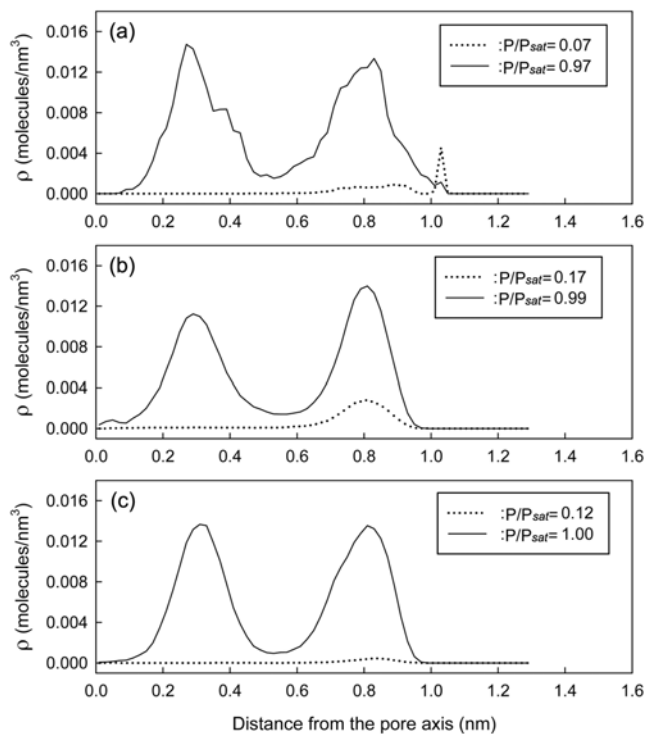 (a)
ρ (molecules/nm³)
0.016
0.012
0.008
0.004
0.000
:P/Psat= 0.07
:P/Psat= 0.97
0.0 0.2 0.4 0.6 0.8 1.0 1.2 1.4 1.6
(b)
ρ (molecules/nm³)
0.016
0.012
0.008
0.004
0.000
:P/Psat= 0.17
:P/Psat= 0.99
0.0 0.2 0.4 0.6 0.8 1.0 1.2 1.4 1.6
(c)
ρ (molecules/nm³)
0.016
0.012
0.008
0.004
0.000
:P/Psat= 0.12
:P/Psat= 1.00
0.0 0.2 0.4 0.6 0.8 1.0 1.2 1.4 1.6
Distance from the pore axis (nm)